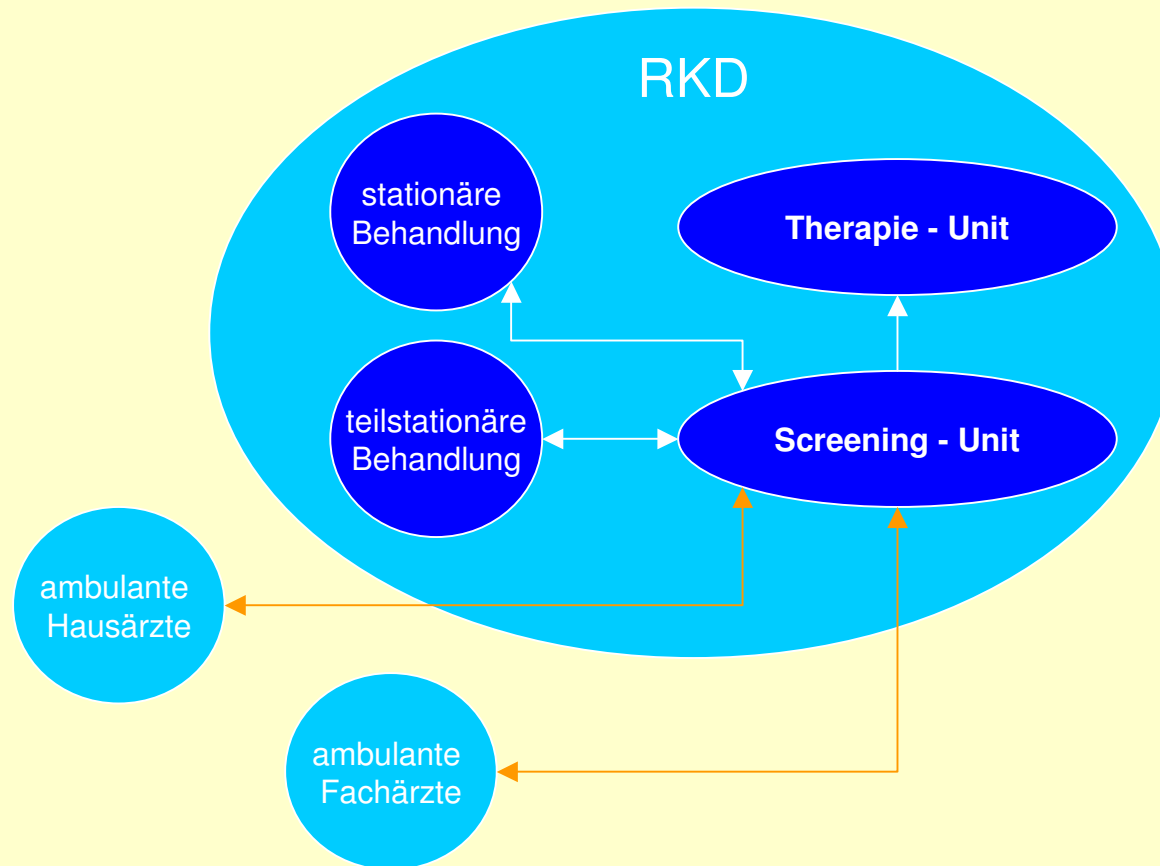 RKD
stationäre
Behandlung
Therapie - Unit
teilstationäre
Behandlung
Screening - Unit
ambulante
Hausärzte
ambulante
Fachärzte